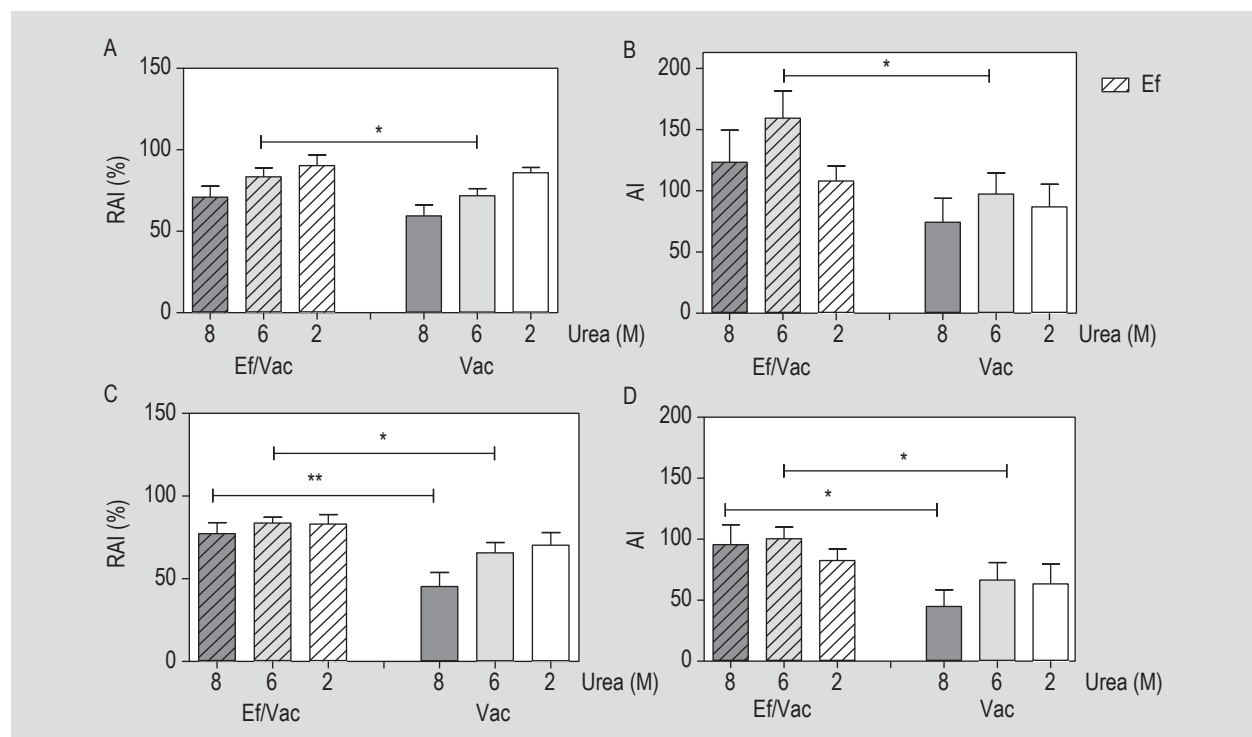 A
150
100
50
0
RAI (%)
*
8 6 2 8 6 2 Urea (M)
Ef/Vac Vac
B
200
150
100
50
0
AI
*
8 6 2 8 6 2 Urea (M)
Ef/Vac Vac
Ef
C
150
100
50
0
RAI (%)
*
**
8 6 2 8 6 2 Urea (M)
Ef/Vac Vac
D
200
150
100
50
0
AI
*
*
8 6 2 8 6 2 Urea (M)
Ef/Vac Vac